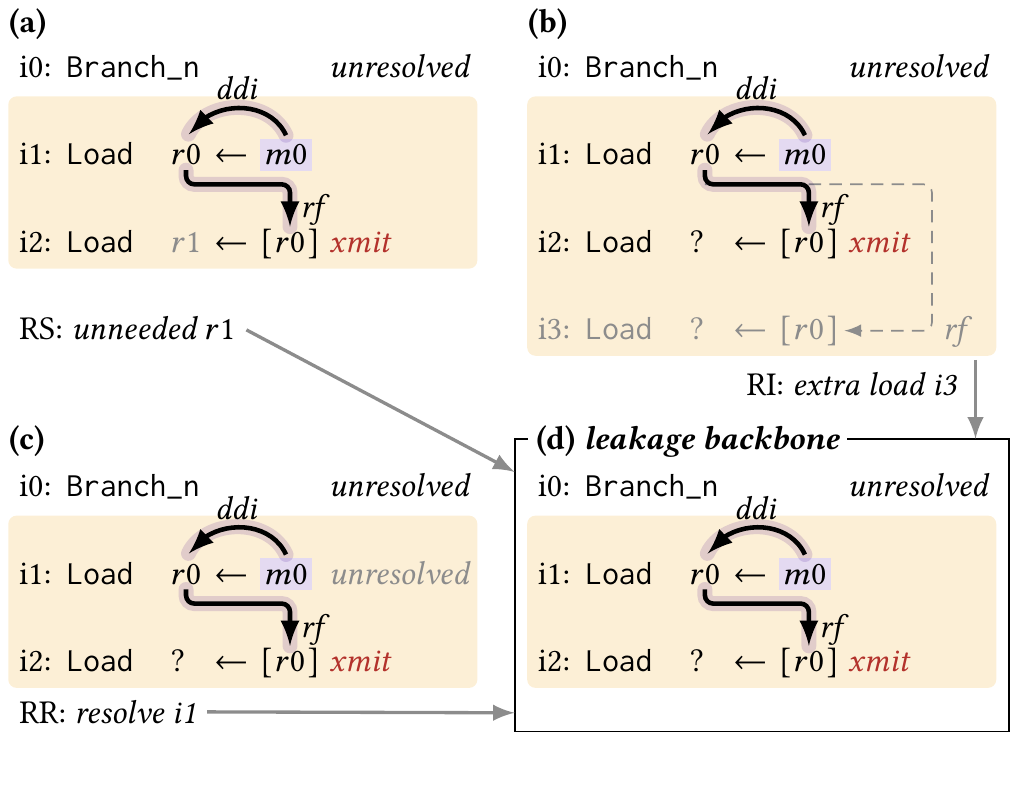 (a)
i0: Branch_n unresolved
ddi
i1: Load r0 ← m0
rf
i2: Load r1 ← [r0] xmit
RS: unneeded r1
(b)
i0: Branch_n unresolved
ddi
i1: Load r0 ← m0
rf
i2: Load ? ← [r0] xmit
i3: Load ? ← [r0] rf
RI: extra load i3
(c)
i0: Branch_n unresolved
ddi
i1: Load r0 ← m0 unresolved
rf
i2: Load ? ← [r0] xmit
RR: resolve i1
(d) leakage backbone
i0: Branch_n unresolved
ddi
i1: Load r0 ← m0
rf
i2: Load ? ← [r0] xmit